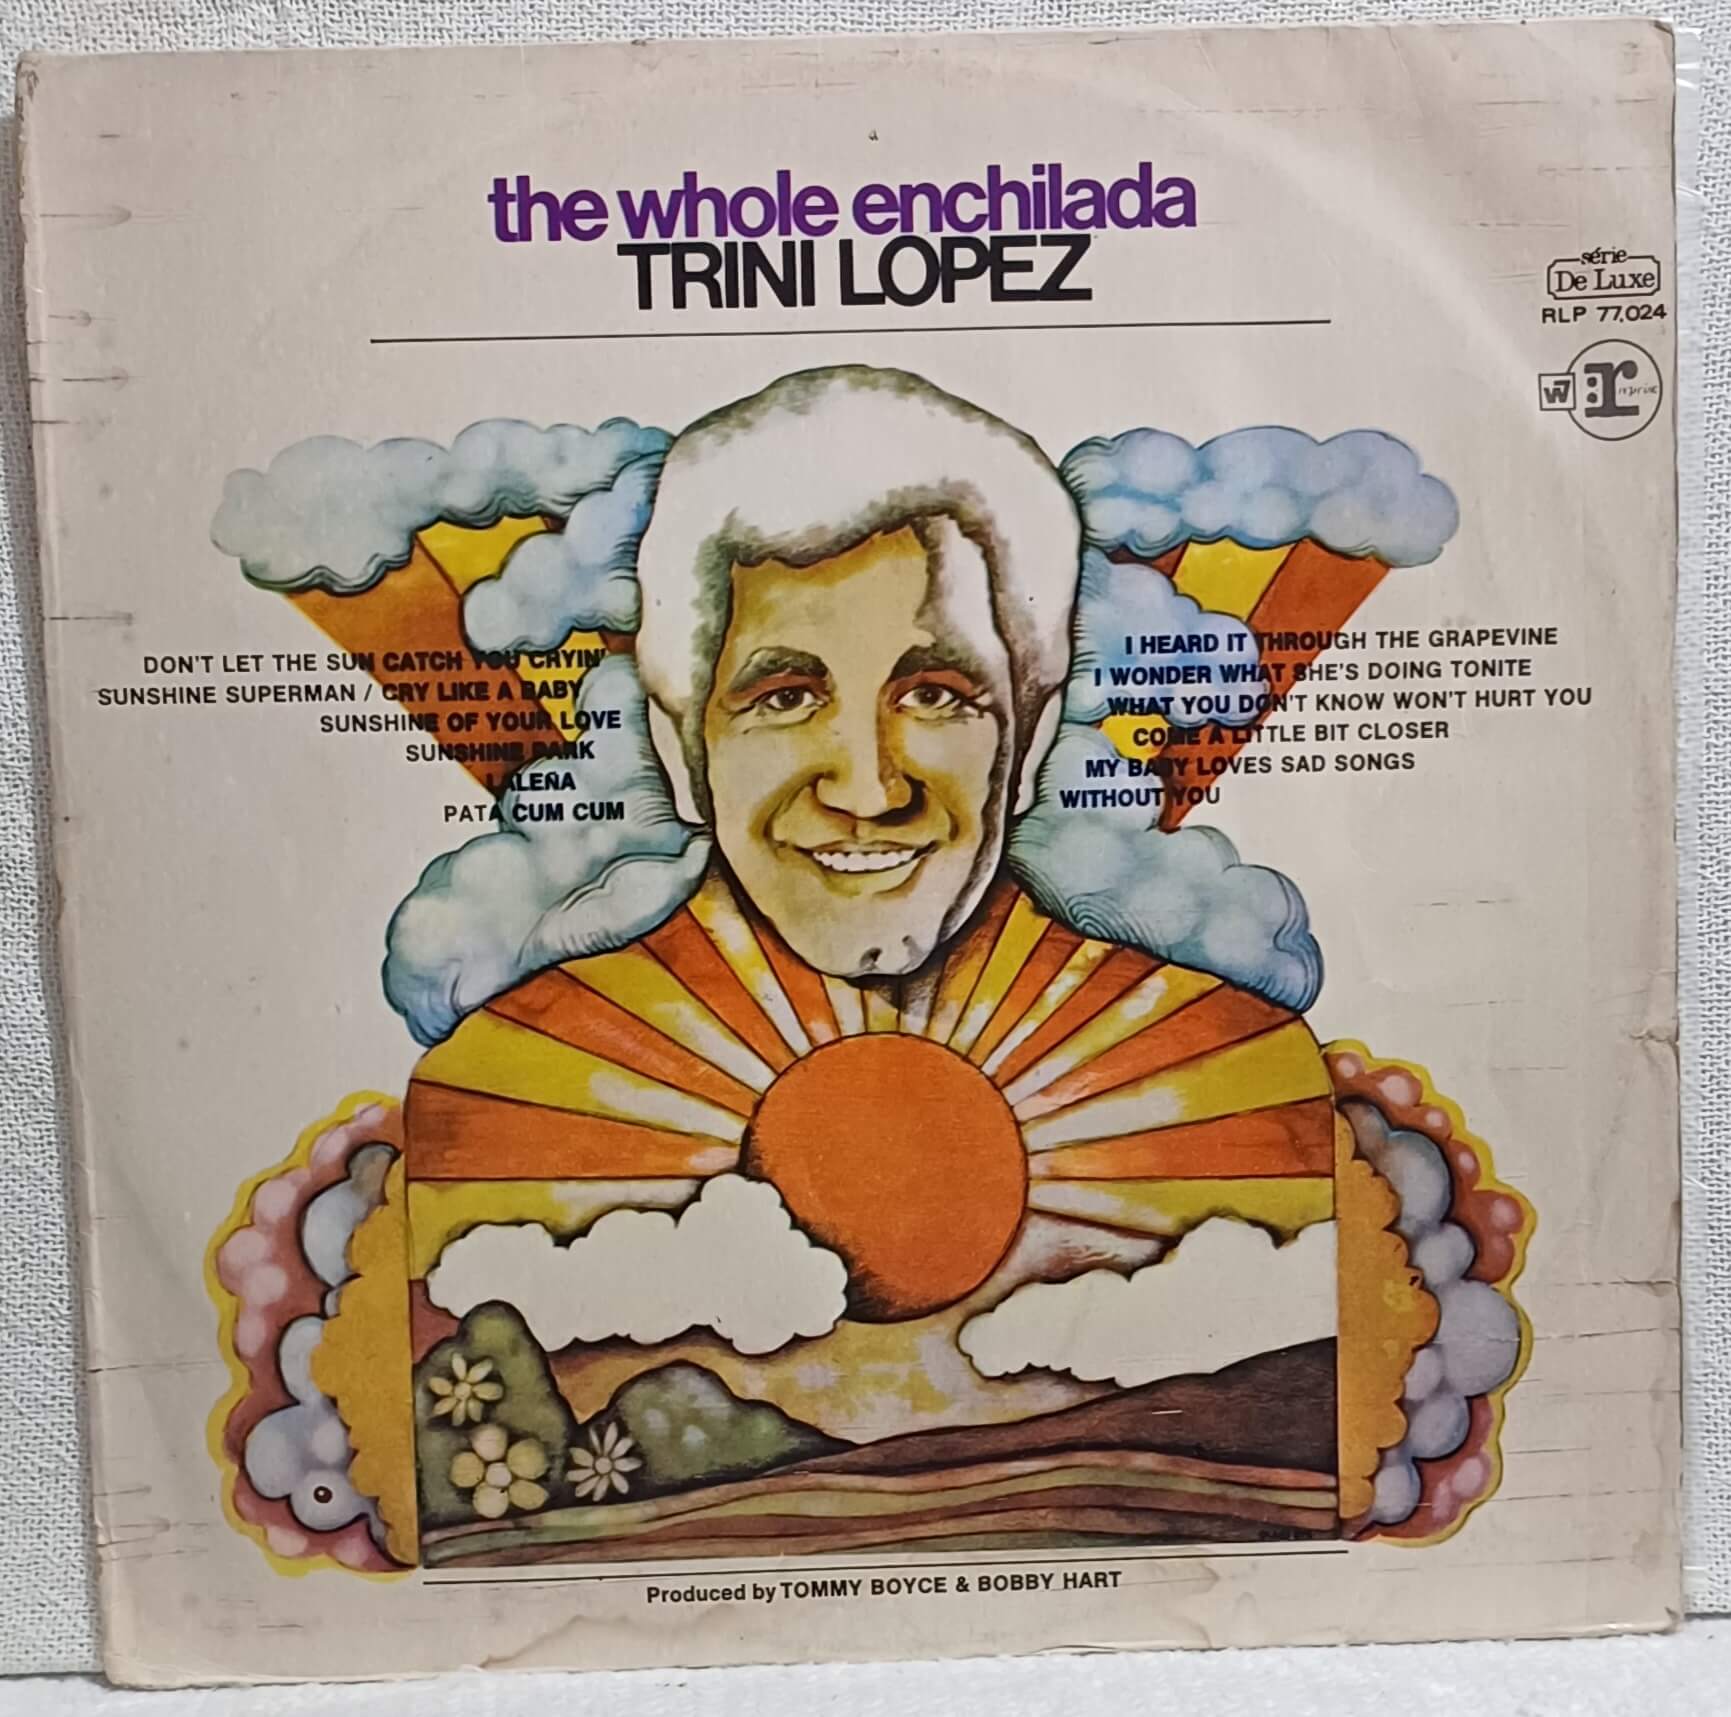 the whole enchilada
TRINI LOPEZ
série
De Luxe
RLP 77.024
W7
:r reprise
DON'T LET THE SUN CATCH YOU CRYIN'
SUNSHINE SUPERMAN / CRY LIKE A BABY
SUNSHINE OF YOUR LOVE
SUNSHINE PARK
LALEÑA
PATA CUM CUM
I HEARD IT THROUGH THE GRAPEVINE
I WONDER WHAT SHE'S DOING TONITE
WHAT YOU DON'T KNOW WON'T HURT YOU
COME A LITTLE BIT CLOSER
MY BABY LOVES SAD SONGS
WITHOUT YOU
Produced by TOMMY BOYCE & BOBBY HART